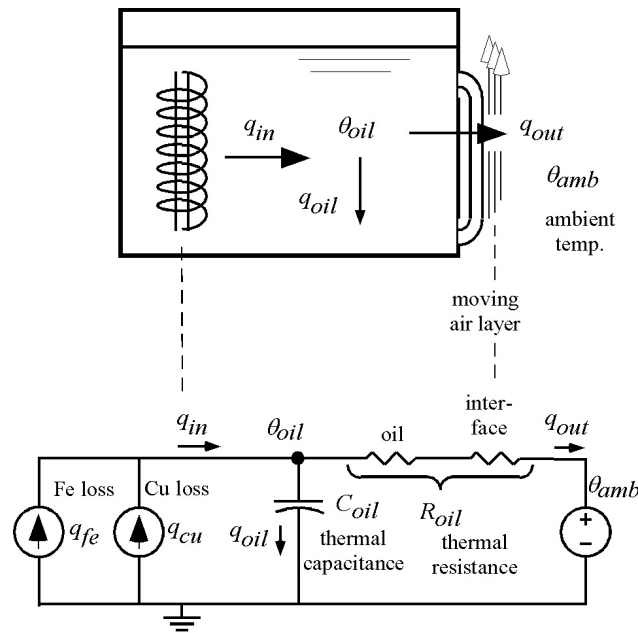 q_in
θ_oil
q_out
q_oil
θ_amb
ambient
temp.
moving
air layer
q_in
θ_oil
oil
inter-
face
q_out
Fe loss
Cu loss
θ_amb
q_fe
q_cu
q_oil
C_oil
thermal
capacitance
R_oil
thermal
resistance
+
−